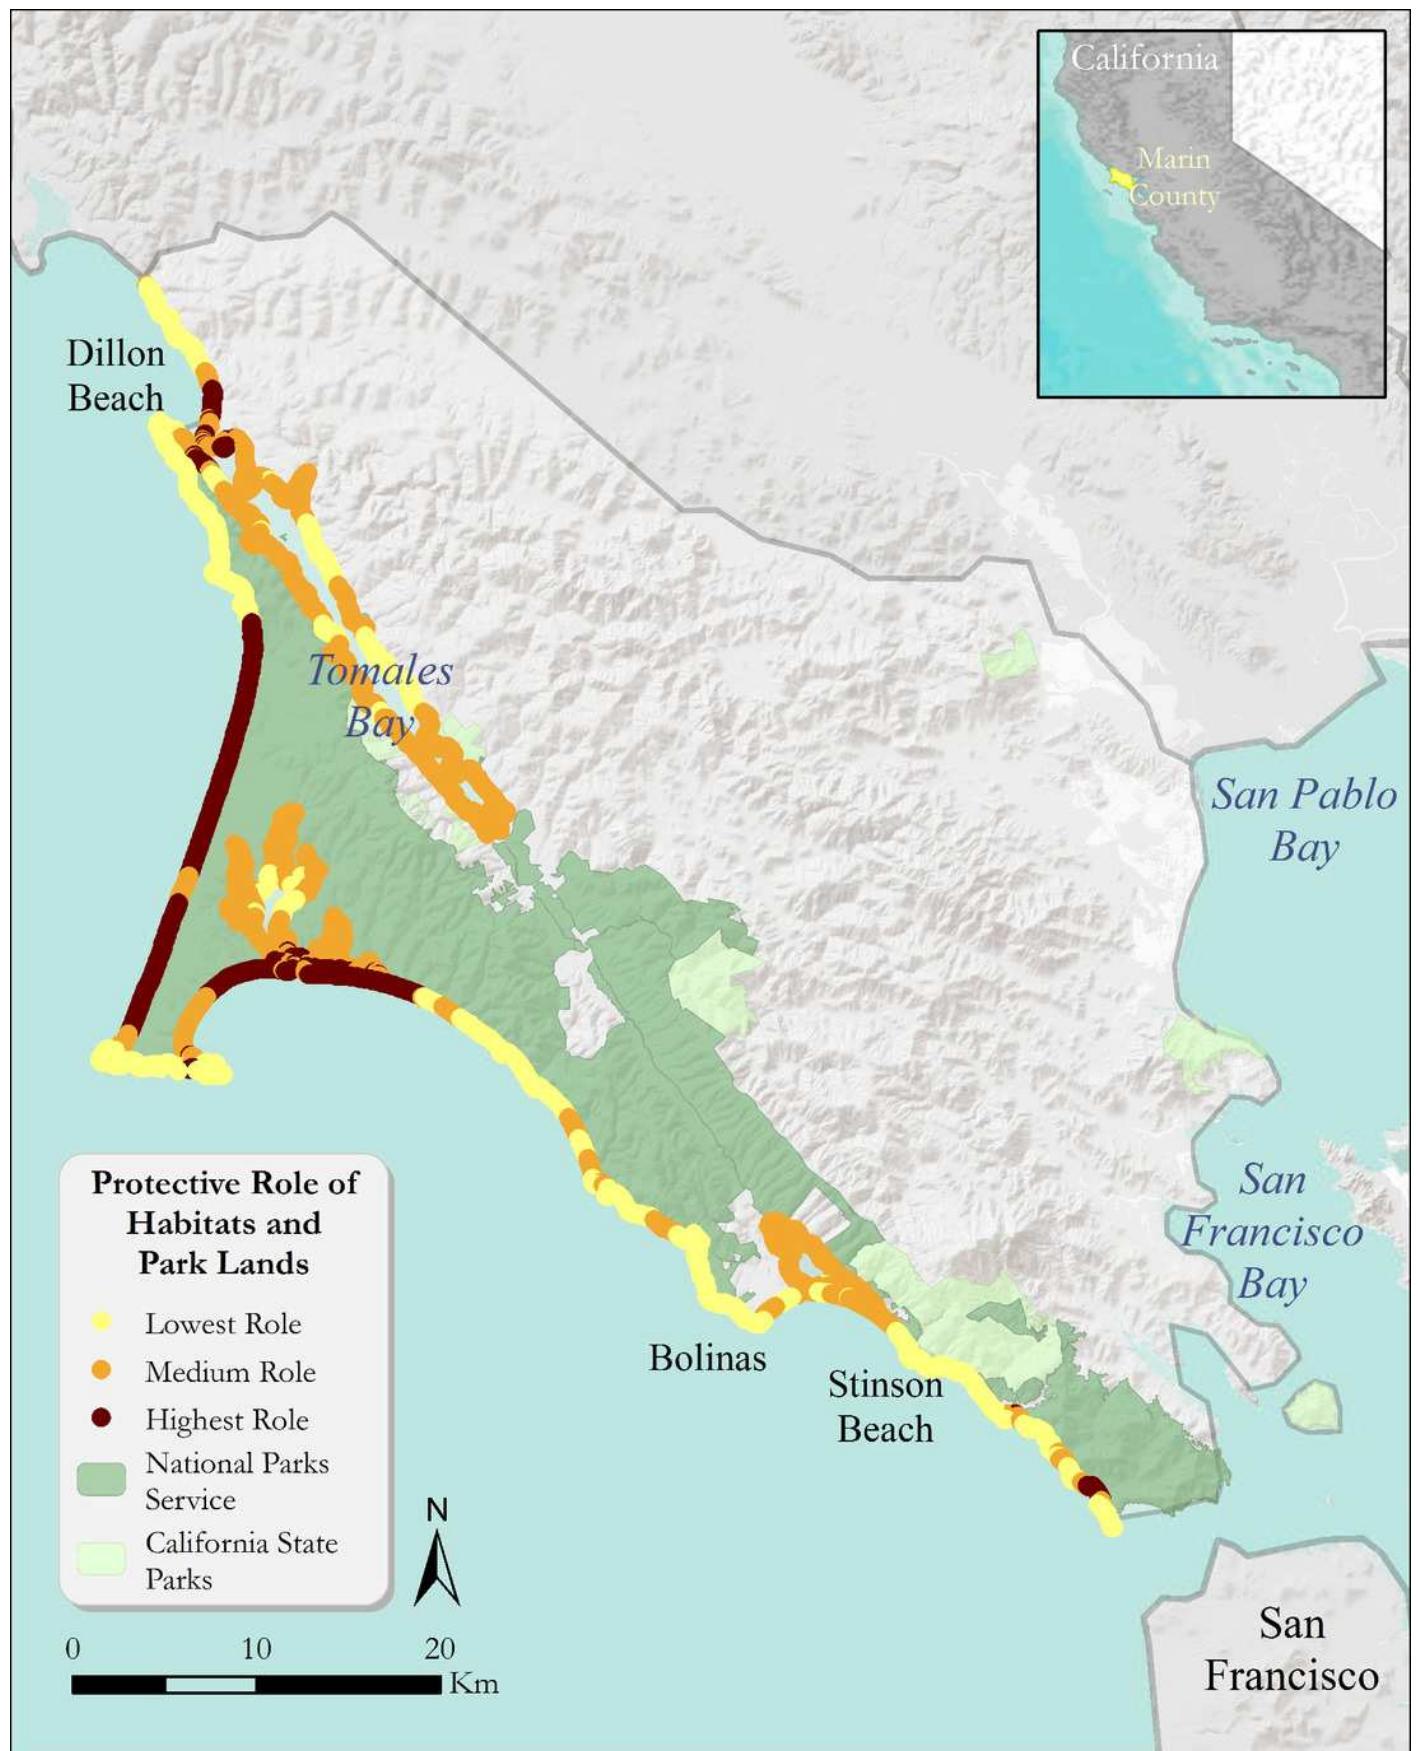 California
Marin
County
Dillon
Beach
Tomales
Bay
San Pablo
Bay
San
Francisco
Bay
Bolinas
Stinson
Beach
San
Francisco
Protective Role of
Habitats and
Park Lands
Lowest Role
Medium Role
Highest Role
National Parks
Service
California State
Parks
N
0 10 20
Km